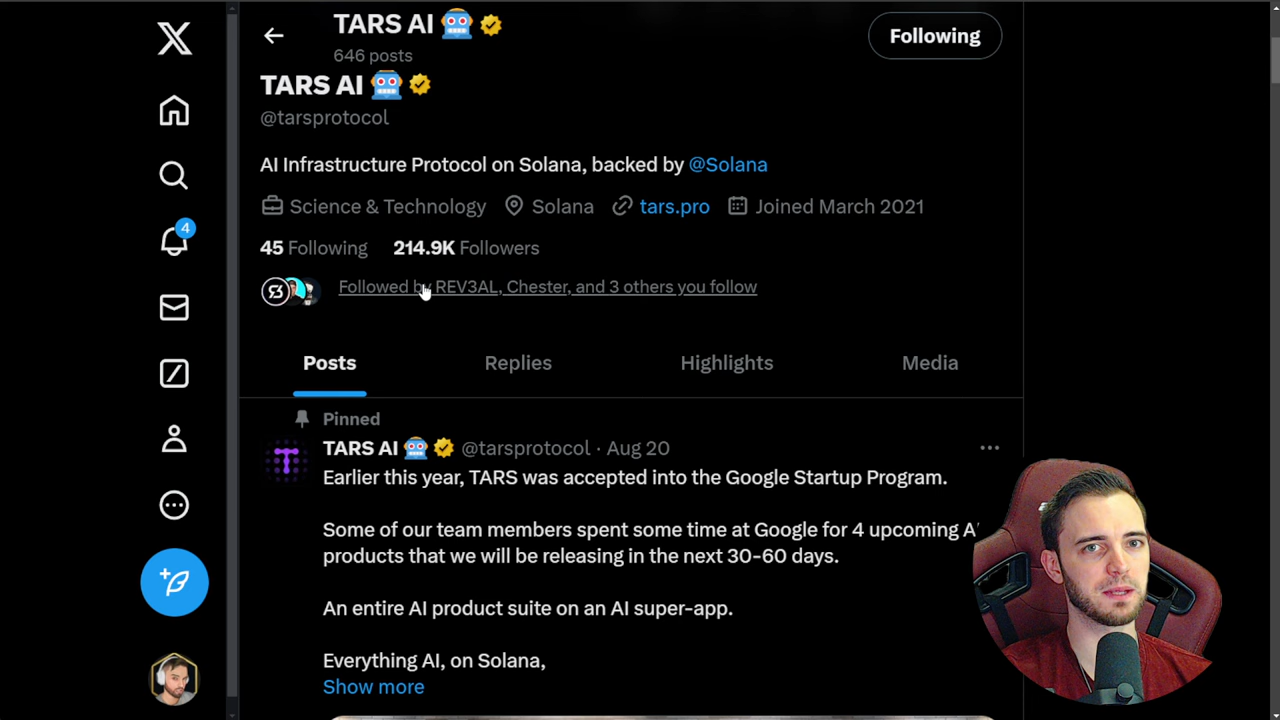 TARS AI
646 posts
Following
TARS AI
@tarsprotocol
AI Infrastructure Protocol on Solana, backed by @Solana
Science & Technology Solana tars.pro Joined March 2021
45 Following 214.9K Followers
Followed by REV3AL, Chester, and 3 others you follow
Posts Replies Highlights Media
Pinned
TARS AI @tarsprotocol · Aug 20
Earlier this year, TARS was accepted into the Google Startup Program.
Some of our team members spent some time at Google for 4 upcoming
products that we will be releasing in the next 30-60 days.
An entire AI product suite on an AI super-app.
Everything AI, on Solana,
Show more
4